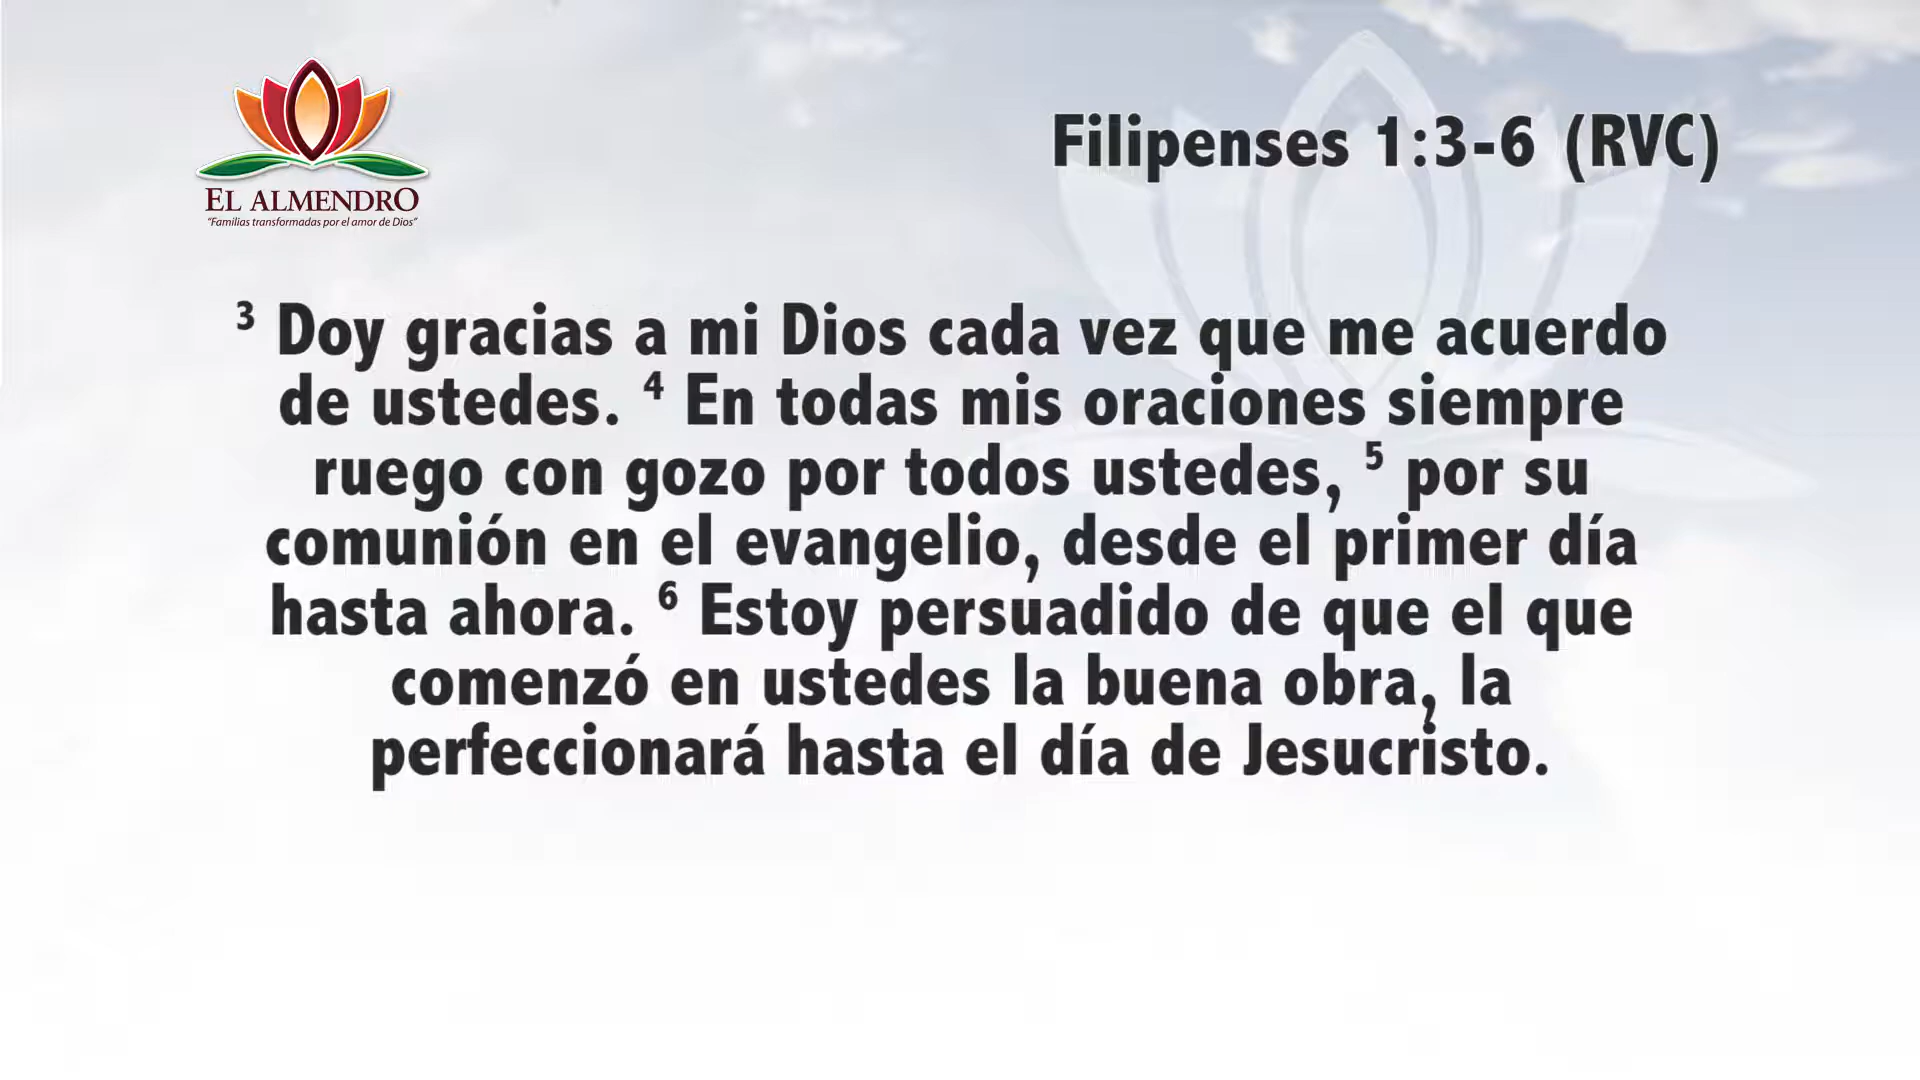 EL ALMENDRO
"Familias transformadas por el amor de Dios"
Filipenses 1:3-6 (RVC)
³ Doy gracias a mi Dios cada vez que me acuerdo
de ustedes. ⁴ En todas mis oraciones siempre
ruego con gozo por todos ustedes, ⁵ por su
comunión en el evangelio, desde el primer día
hasta ahora. ⁶ Estoy persuadido de que el que
comenzó en ustedes la buena obra, la
perfeccionará hasta el día de Jesucristo.